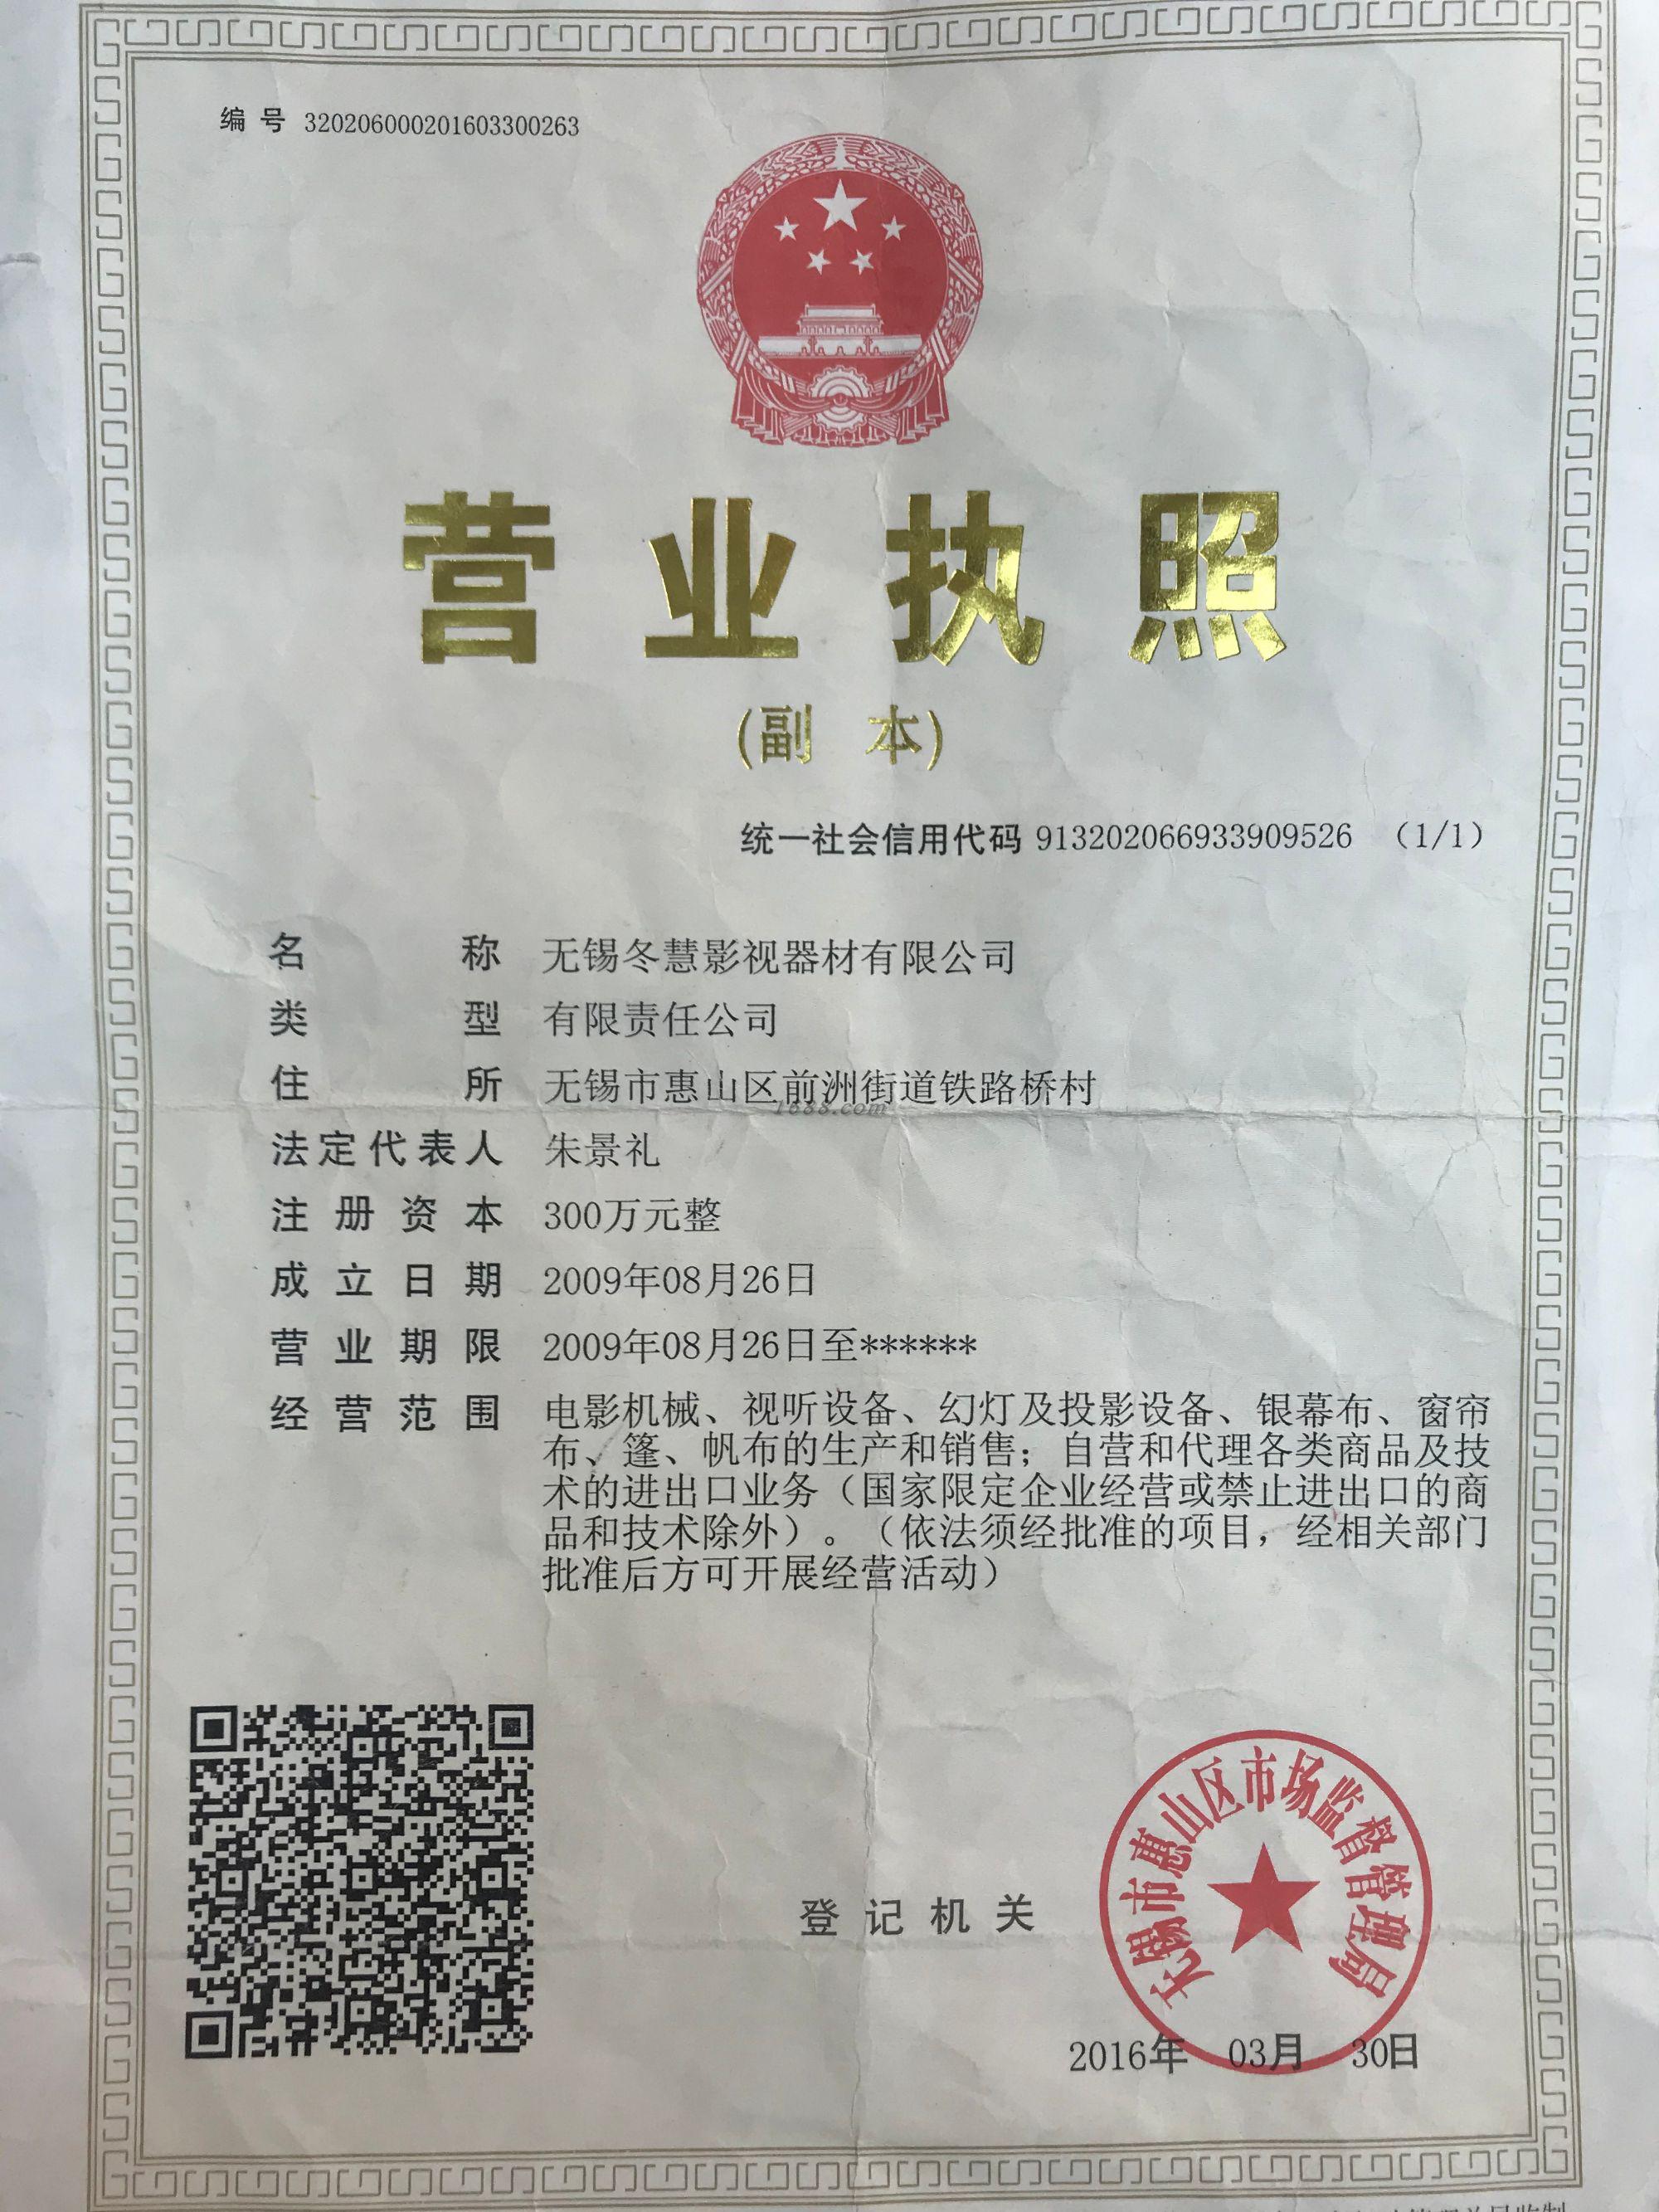 编号 320206000201603300263
营业执照
(副 本)
统一社会信用代码 913202066933909526 (1/1)
名称 无锡冬慧影视器材有限公司
类型 有限责任公司
住所 无锡市惠山区前洲街道铁路桥村
1688.com
法定代表人 朱景礼
注册资本 300万元整
成立日期 2009年08月26日
营业期限 2009年08月26日至******
经营范围 电影机械、视听设备、幻灯及投影设备、银幕布、窗帘
布、篷、帆布的生产和销售；自营和代理各类商品及技
术的进出口业务（国家限定企业经营或禁止进出口的商
品和技术除外）。（依法须经批准的项目，经相关部门
批准后方可开展经营活动）
无锡市惠山区市场监督管理局
登记机关
2016年 03月 30日